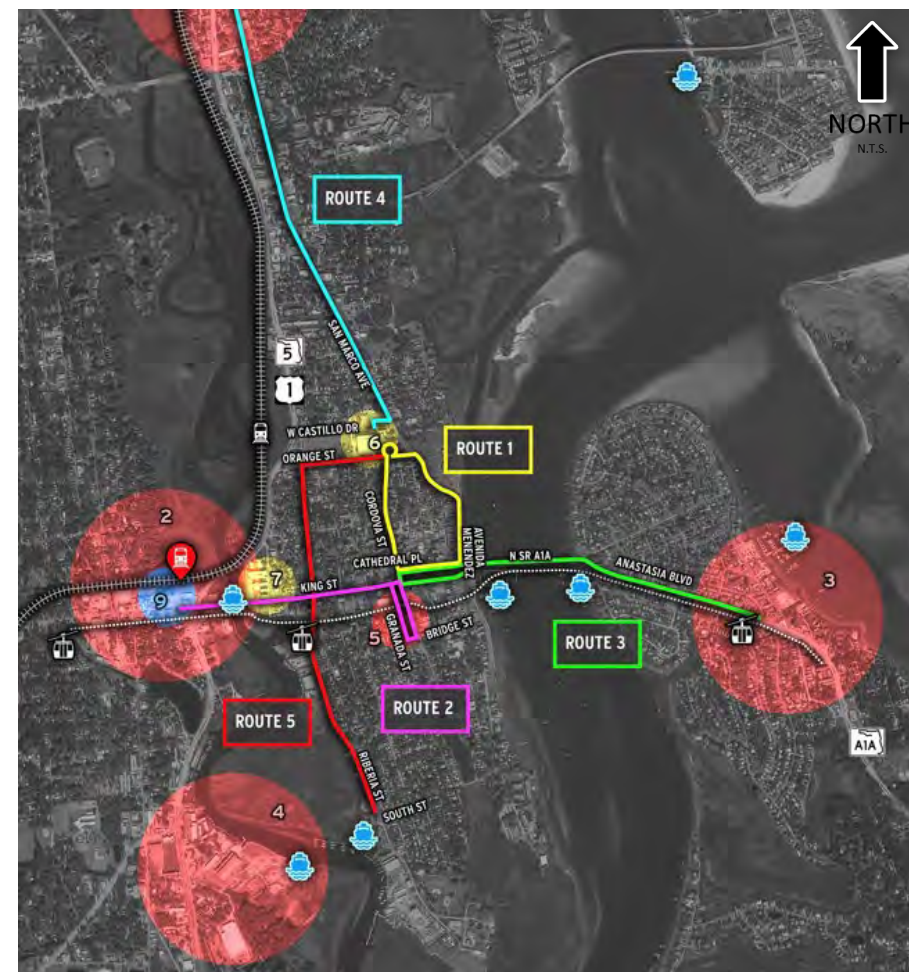 NORTH
N.T.S.
ROUTE 4
SAN MARCO AVE
5
1
W CASTILLO DR
6
ORANGE ST
ROUTE 1
CORDOVA ST
AVENIDA
MENENDEZ
CATHEDRAL PL
N SR A1A
ANASTASIA BLVD
2
3
7
KING ST
9
5
GRANADA ST
BRIDGE ST
ROUTE 3
ROUTE 2
ROUTE 5
A1A
RIBERIA ST
SOUTH ST
4